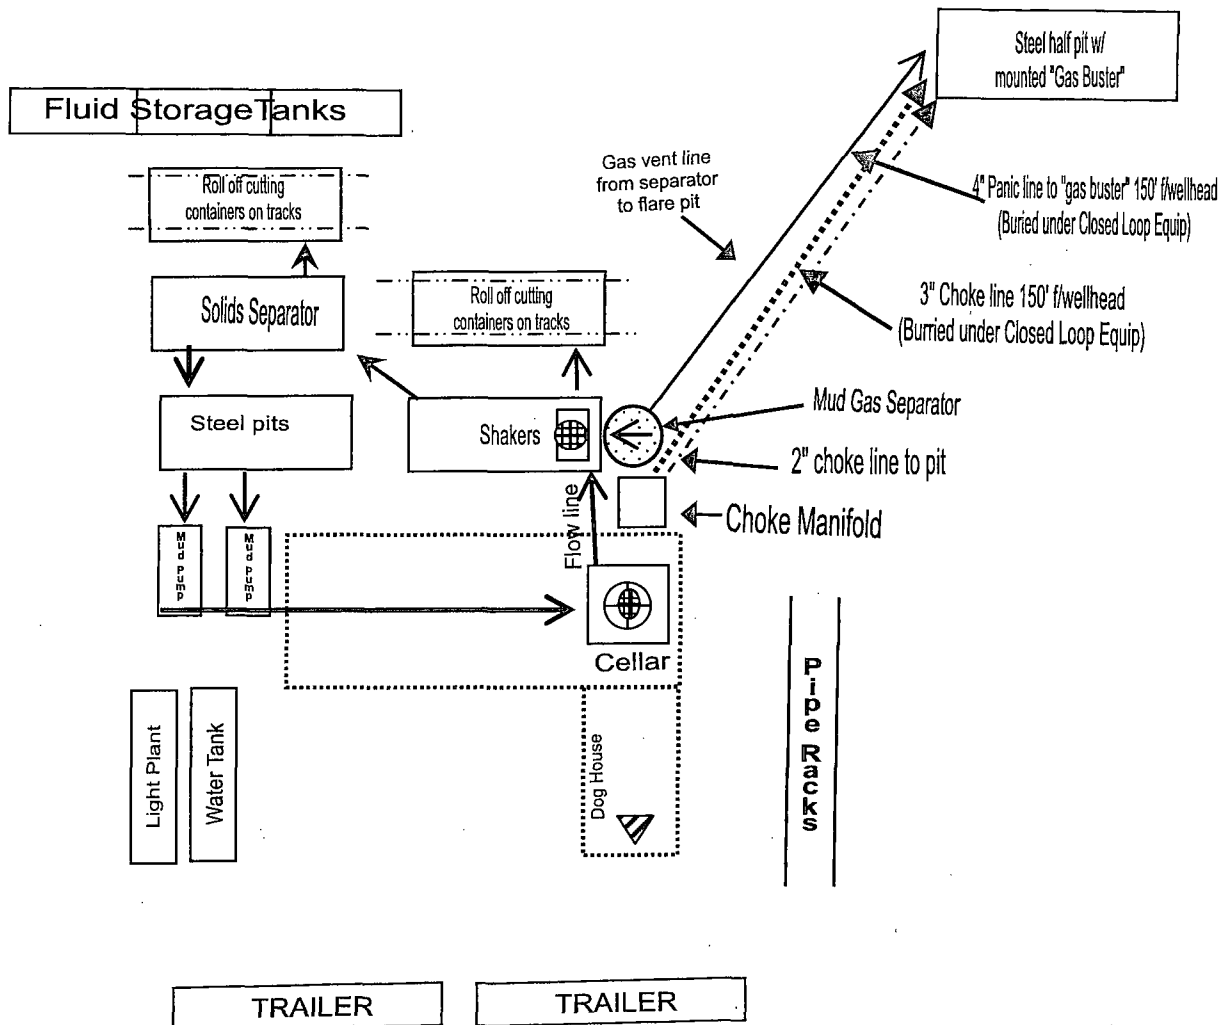 Steel half pit w/
mounted "Gas Buster"
Fluid StorageTanks
Gas vent line
from separator
to flare pit
Roll off cutting
containers on tracks
4" Panic line to "gas buster" 150' f/wellhead
(Buried under Closed Loop Equip)
Solids Separator
Roll off cutting
containers on tracks
3" Choke line 150' f/wellhead
(Burried under Closed Loop Equip)
Steel pits
Shakers
Mud Gas Separator
2" choke line to pit
Choke Manifold
Flow line
Mud pump
Mud pump
Cellar
Pipe Racks
Light Plant
Water Tank
Dog House
TRAILER
TRAILER